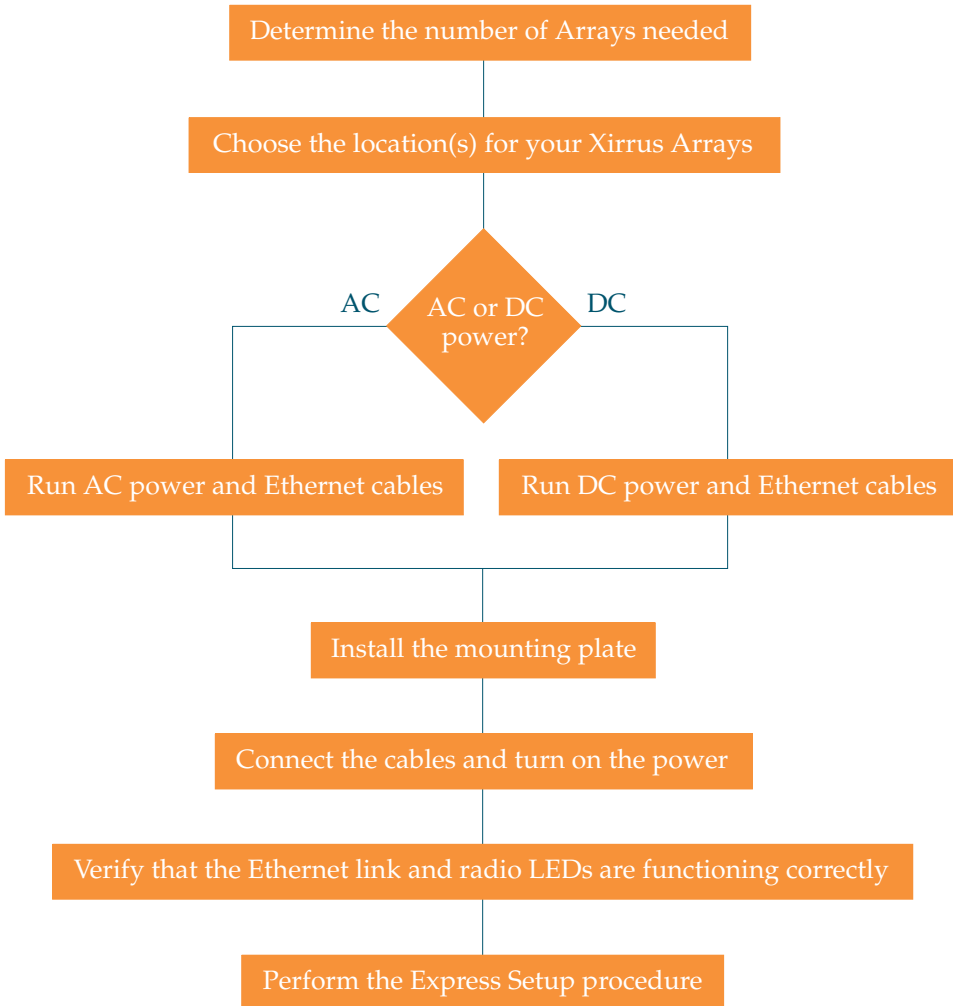 Determine the number of Arrays needed
Choose the location(s) for your Xirrus Arrays
AC
AC or DC
power?
DC
Run AC power and Ethernet cables
Run DC power and Ethernet cables
Install the mounting plate
Connect the cables and turn on the power
Verify that the Ethernet link and radio LEDs are functioning correctly
Perform the Express Setup procedure